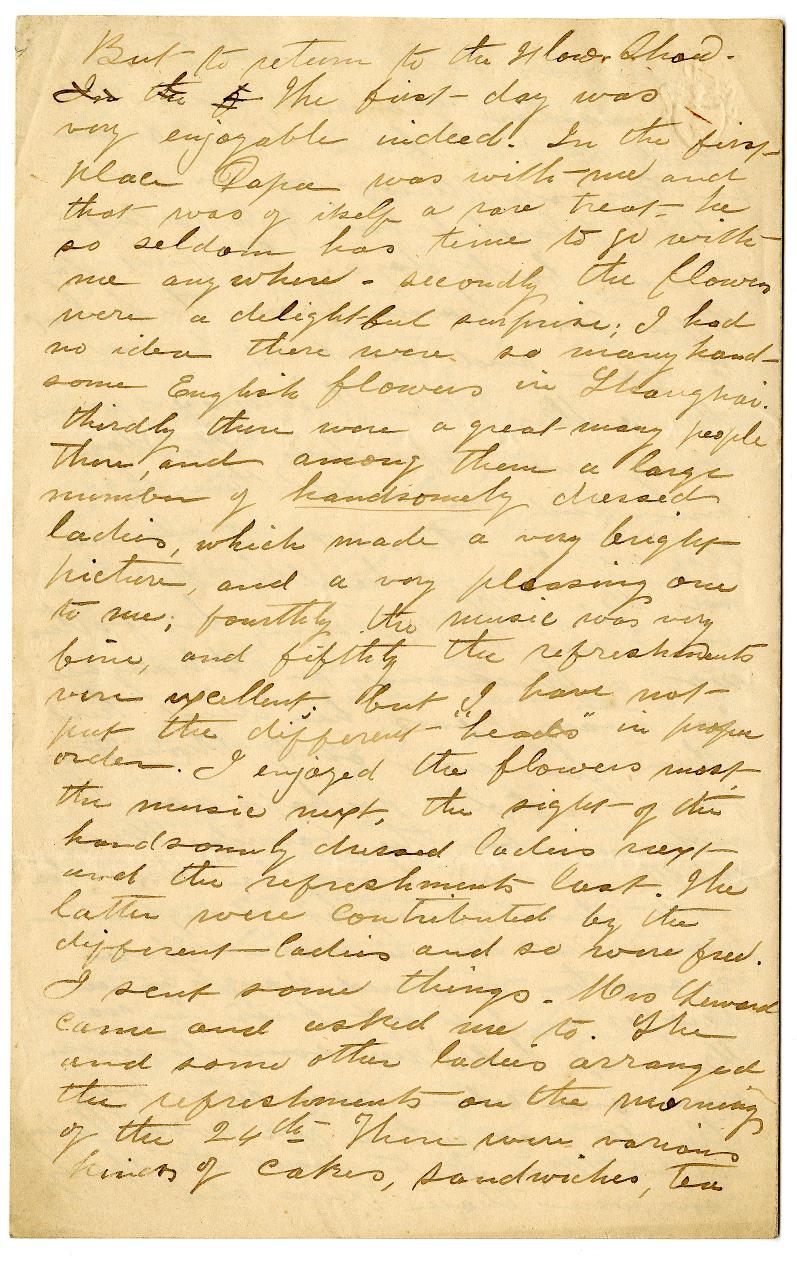 But to return to the Flower Show.
In the f The first day was
very enjoyable indeed. In the first
place Papa was with me and
that was of itself a rare treat – he
so seldom has time to go with
me anywhere – secondly the flowers
were a delightful surprise; I had
no idea there were so many hand-
some English flowers in Shanghai.
thirdly there were a great many people
there, and among them a large
number of handsomely dressed
ladies, which made a very bright
picture, and a very pleasing one
to me; fourthly the music was very
fine, and fifthly the refreshments
were excellent. but I have not
put the different "heads" in proper
order. I enjoyed the flowers most,
the music next, the sight of the
handsomely dressed ladies next
and the refreshments last. The
latter were contributed by the
different ladies and so were free.
I sent some things – Mrs Seward
came and asked me to. She
and some other ladies arranged
the refreshments on the morning
of the 24th There were various
kinds of cakes, sandwiches, tea